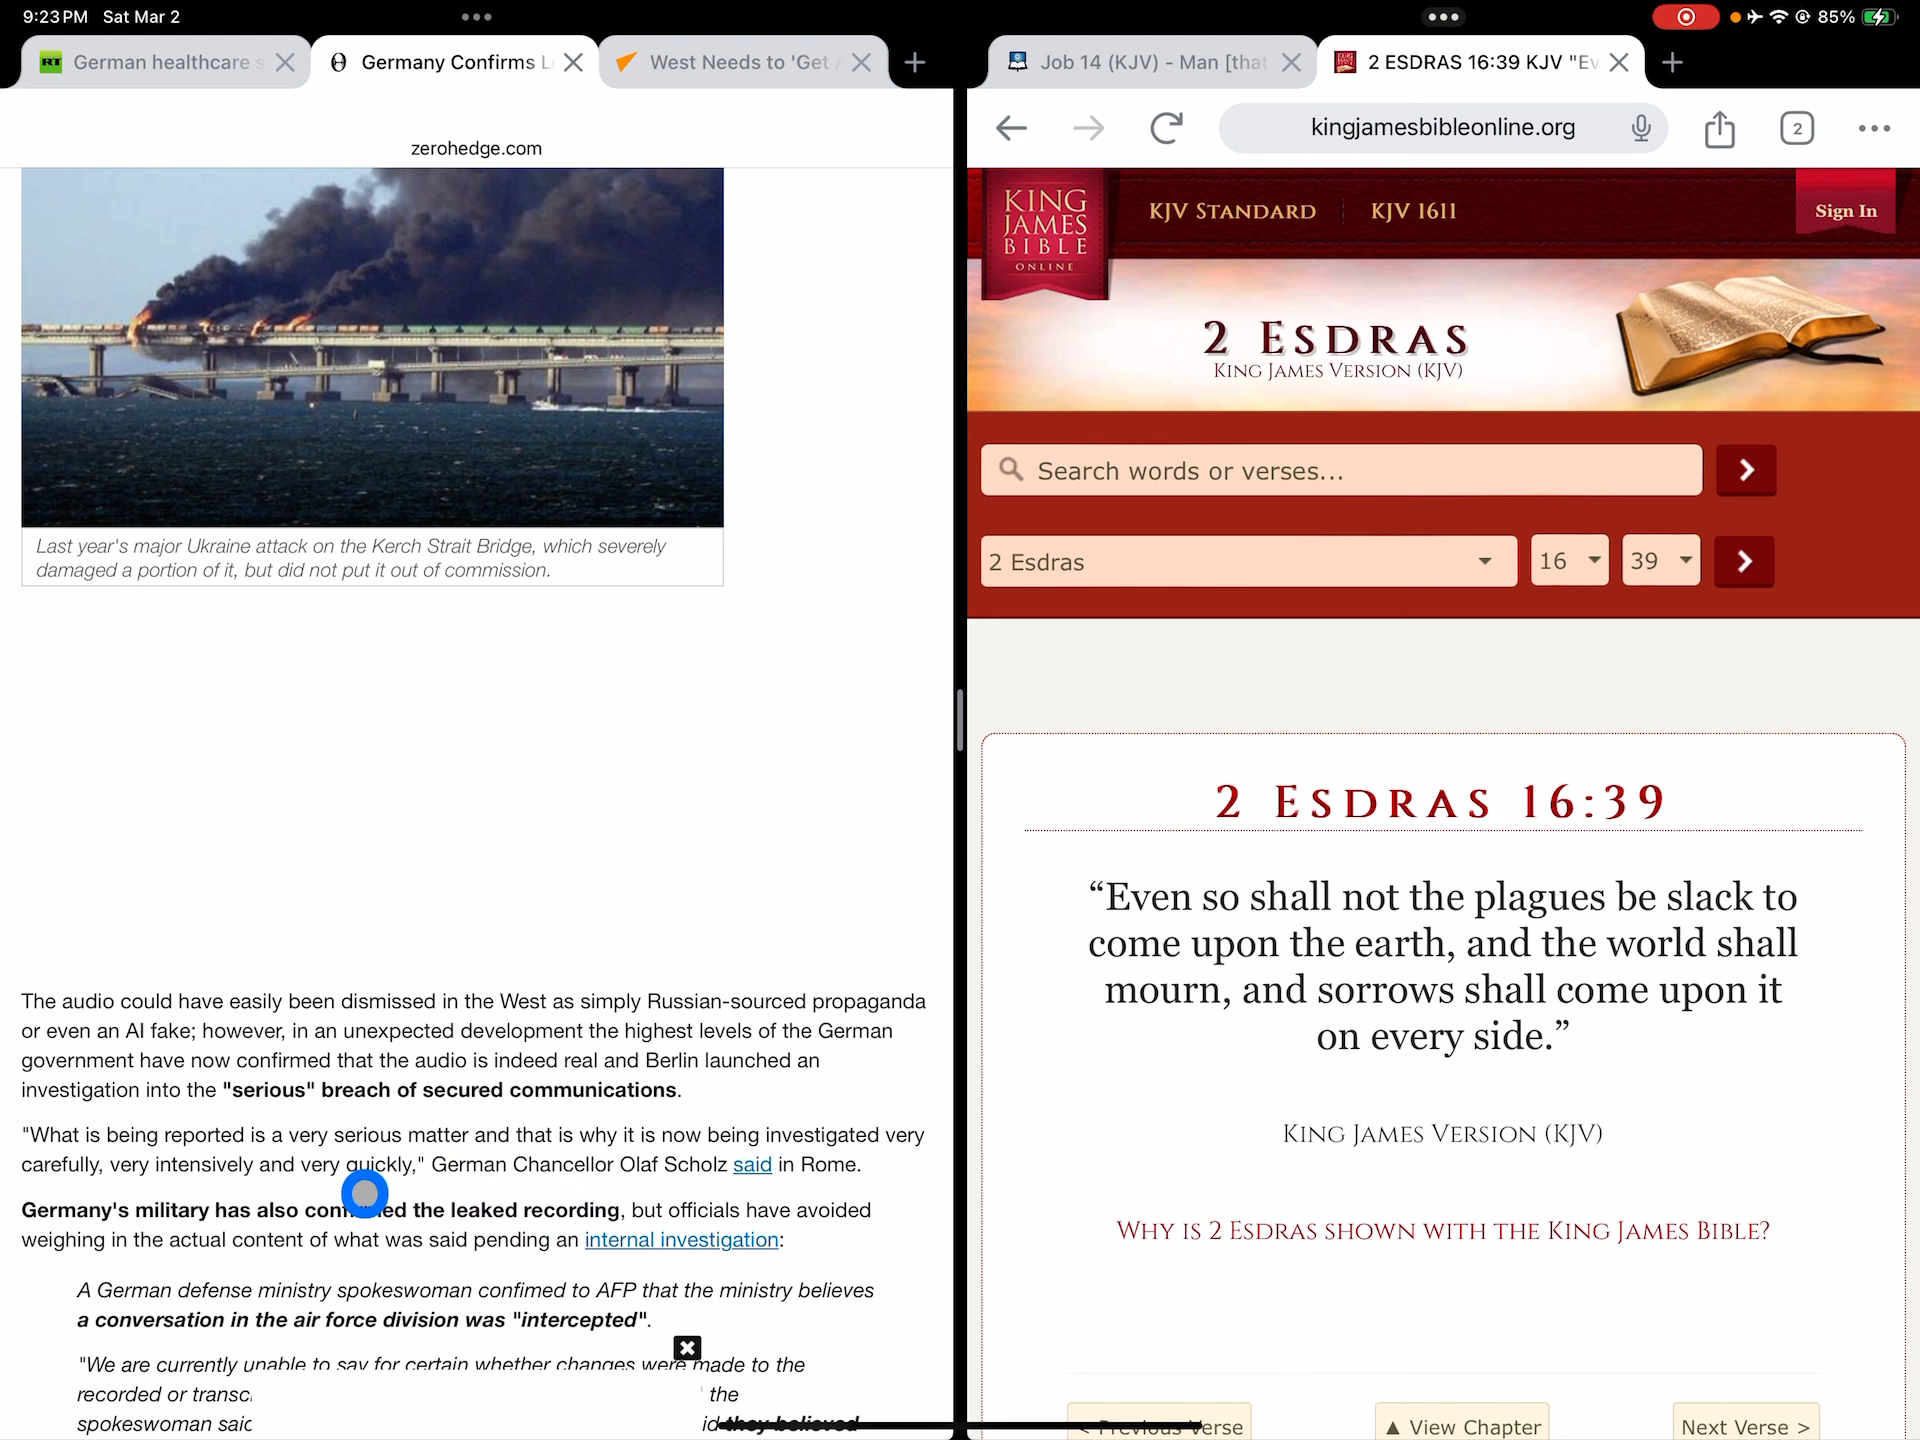 9:23 PM Sat Mar 2
85%
German healthcare s
Germany Confirms L
West Needs to 'Get A
zerohedge.com
Last year's major Ukraine attack on the Kerch Strait Bridge, which severely
damaged a portion of it, but did not put it out of commission.
The audio could have easily been dismissed in the West as simply Russian-sourced propaganda
or even an AI fake; however, in an unexpected development the highest levels of the German
government have now confirmed that the audio is indeed real and Berlin launched an
investigation into the "serious" breach of secured communications.
"What is being reported is a very serious matter and that is why it is now being investigated very
carefully, very intensively and very quickly," German Chancellor Olaf Scholz said in Rome.
Germany's military has also confirmed the leaked recording, but officials have avoided
weighing in the actual content of what was said pending an internal investigation:
A German defense ministry spokeswoman confimed to AFP that the ministry believes
a conversation in the air force division was "intercepted".
"We are currently unable to say for certain whether changes were made to the
recorded or transc the
spokeswoman said they believed
Job 14 (KJV) - Man [that
2 ESDRAS 16:39 KJV "Ev
kingjamesbibleonline.org
2
KING
JAMES
BIBLE
ONLINE
KJV STANDARD
KJV 1611
Sign In
2 ESDRAS
KING JAMES VERSION (KJV)
Search words or verses...
2 Esdras
16
39
2 ESDRAS 16:39
“Even so shall not the plagues be slack to
come upon the earth, and the world shall
mourn, and sorrows shall come upon it
on every side.”
KING JAMES VERSION (KJV)
WHY IS 2 ESDRAS SHOWN WITH THE KING JAMES BIBLE?
< Previous Verse
▲ View Chapter
Next Verse >